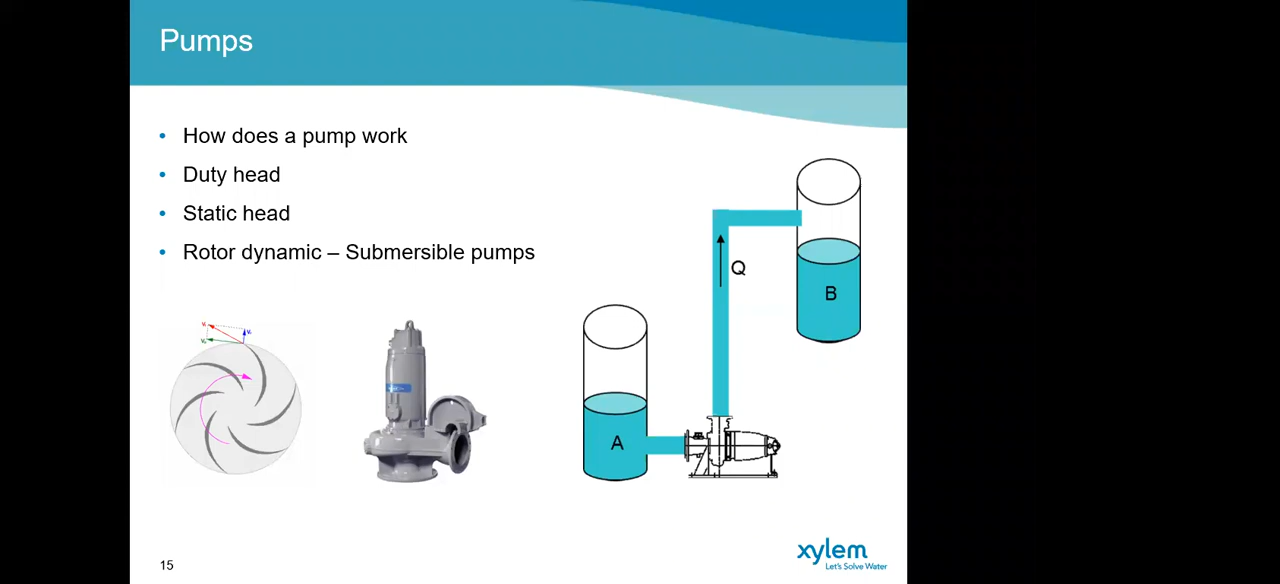 Pumps
• How does a pump work
• Duty head
• Static head
• Rotor dynamic – Submersible pumps
Q
B
A
15
xylem
Let's Solve Water